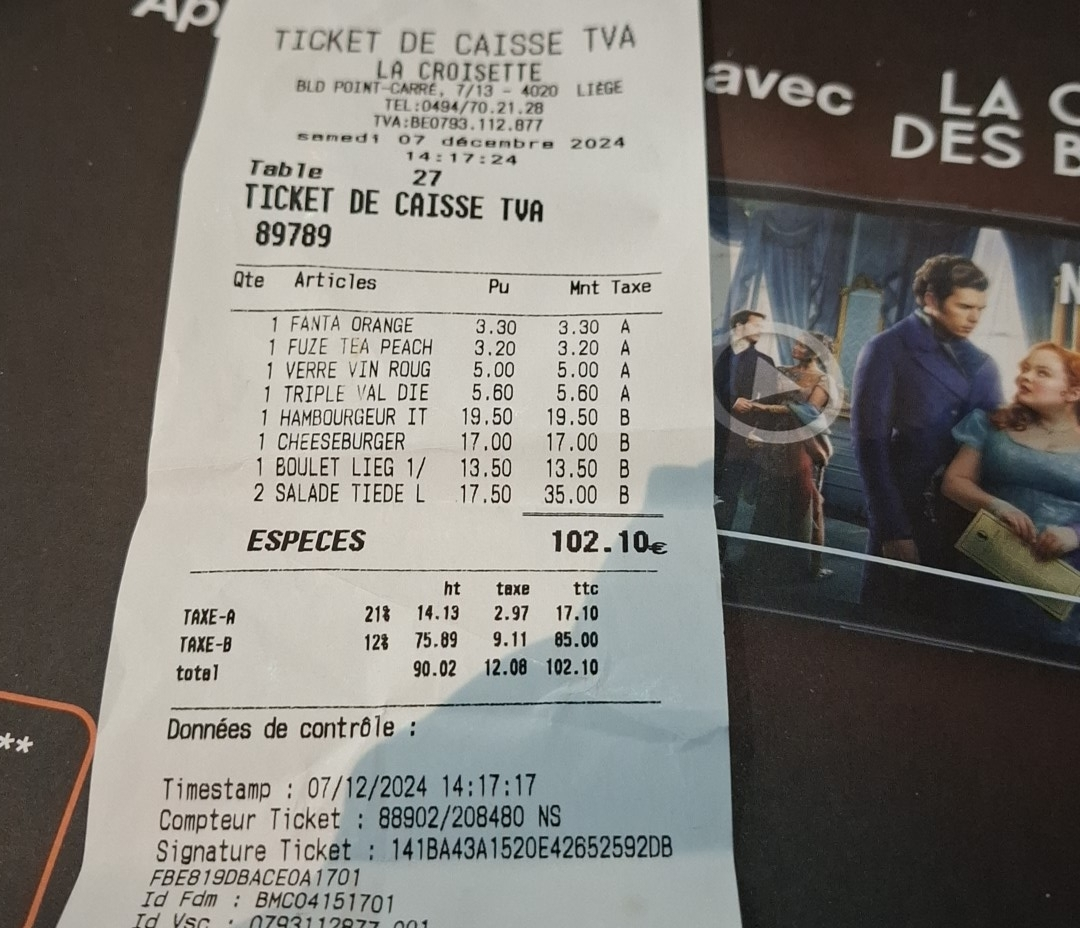 TICKET DE CAISSE TVA
LA CROISETTE
BLD POINT-CARRÉ, 7/13 - 4020 LIÈGE
TEL:0494/70.21.28
TVA:BE0793.112.877
samedi 07 décembre 2024
14:17:24
Table 27
TICKET DE CAISSE TVA
89789
Qte Articles Pu Mnt Taxe
1 FANTA ORANGE 3.30 3.30 A
1 FUZE TEA PEACH 3.20 3.20 A
1 VERRE VIN ROUG 5.00 5.00 A
1 TRIPLE VAL DIE 5.60 5.60 A
1 HAMBOURGEUR IT 19.50 19.50 B
1 CHEESEBURGER 17.00 17.00 B
1 BOULET LIEG 1/ 13.50 13.50 B
2 SALADE TIEDE L 17.50 35.00 B
ESPECES 102.10€
ht taxe ttc
TAXE-A 21% 14.13 2.97 17.10
TAXE-B 12% 75.89 9.11 85.00
total 90.02 12.08 102.10
Données de contrôle :
Timestamp : 07/12/2024 14:17:17
Compteur Ticket : 88902/208480 NS
Signature Ticket : 141BA43A1520E42652592DB
FBE819DBACE0A1701
Id Fdm : BMC04151701
Id Vsc : 0793112877 001
Ap
avec
LA C
DES B
N
**